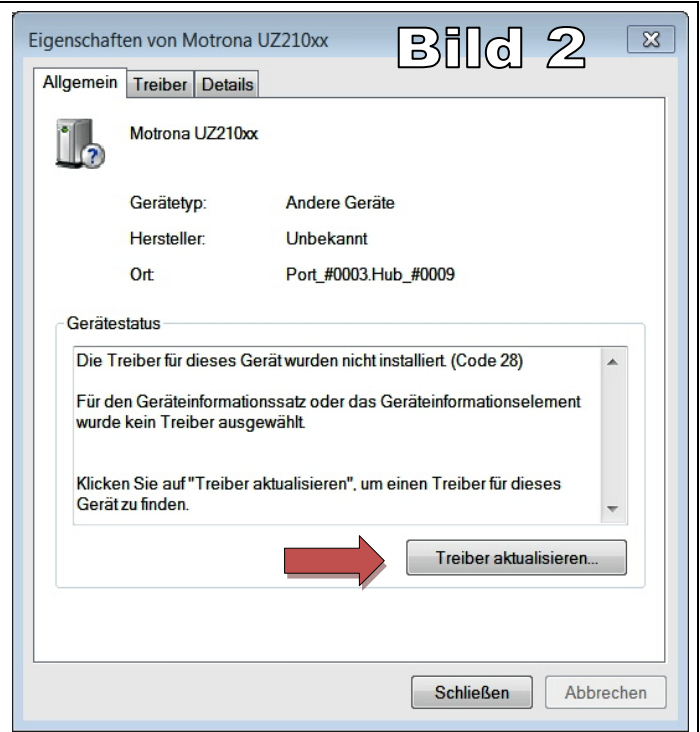 Eigenschaften von Motrona UZ210xx
Bild 2
Allgemein Treiber Details
Motrona UZ210xx
Gerätetyp: Andere Geräte
Hersteller: Unbekannt
Ort: Port_#0003.Hub_#0009
Gerätestatus
Die Treiber für dieses Gerät wurden nicht installiert. (Code 28)
Für den Geräteinformationssatz oder das Geräteinformationselement
wurde kein Treiber ausgewählt.
Klicken Sie auf "Treiber aktualisieren", um einen Treiber für dieses
Gerät zu finden.
Treiber aktualisieren...
Schließen Abbrechen